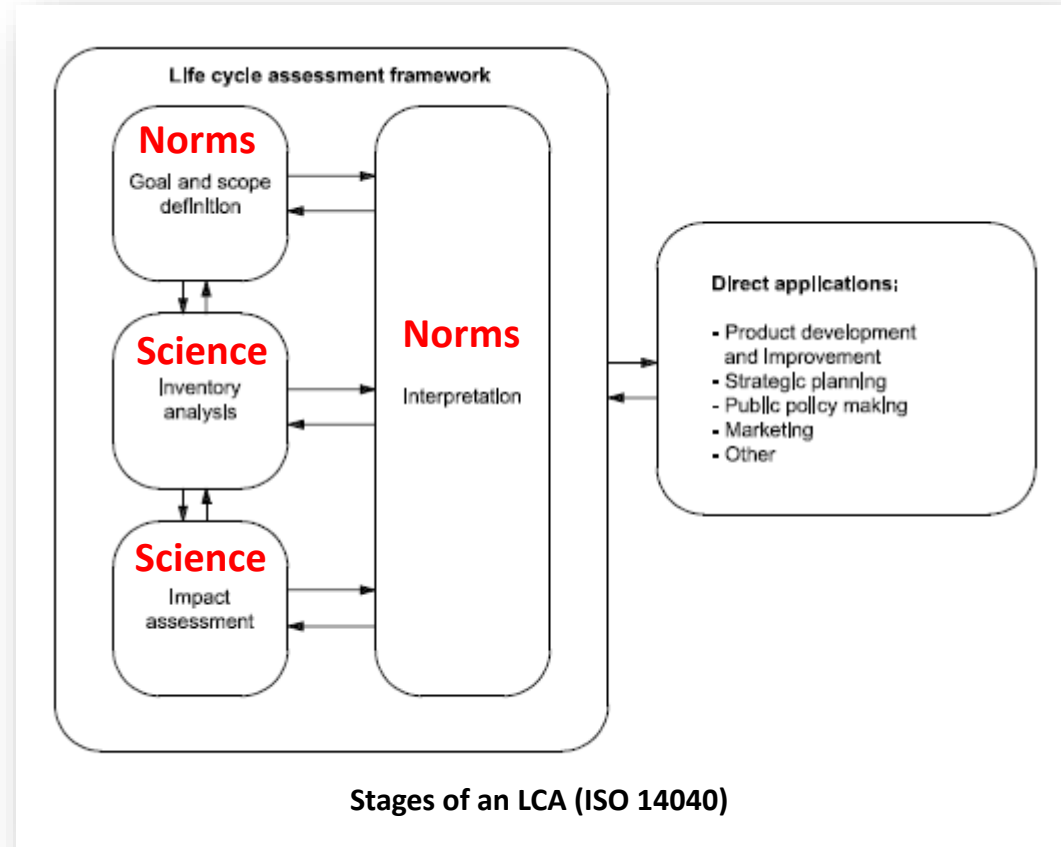 Life cycle assessment framework
Norms
Goal and scope
definition
Science
Inventory
analysis
Science
Impact
assessment
Norms
Interpretation
Direct applications:
- Product development
and Improvement
- Strategic planning
- Public policy making
- Marketing
- Other
Stages of an LCA (ISO 14040)